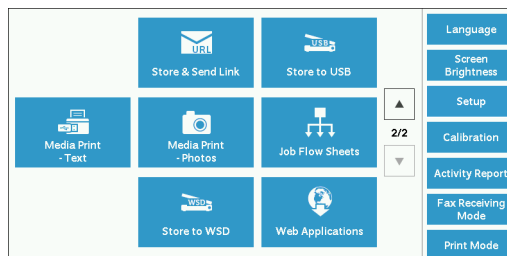 URL
Store & Send Link
USB
Store to USB
Media Print
- Text
Media Print
- Photos
Job Flow Sheets
WSD
Store to WSD
Web Applications
2/2
Language
Screen
Brightness
Setup
Calibration
Activity Report
Fax Receiving
Mode
Print Mode